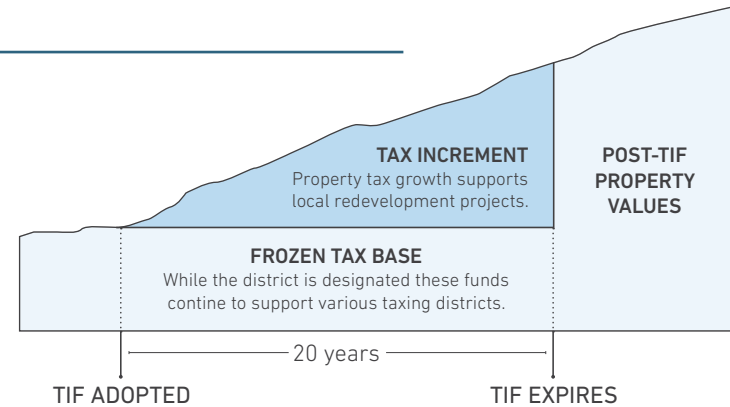 TAX INCREMENT
Property tax growth supports
local redevelopment projects.
POST-TIF
PROPERTY
VALUES
FROZEN TAX BASE
While the district is designated these funds
contine to support various taxing districts.
20 years
TIF ADOPTED
TIF EXPIRES